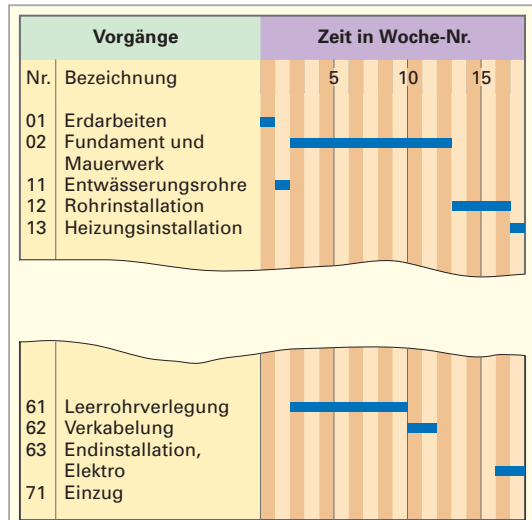 Vorgänge Zeit in Woche-Nr.
Nr. Bezeichnung 5 10 15
01 Erdarbeiten
02 Fundament und
Mauerwerk
11 Entwässerungsrohre
12 Rohrinstallation
13 Heizungsinstallation
61 Leerrohrverlegung
62 Verkabelung
63 Endinstallation,
Elektro
71 Einzug